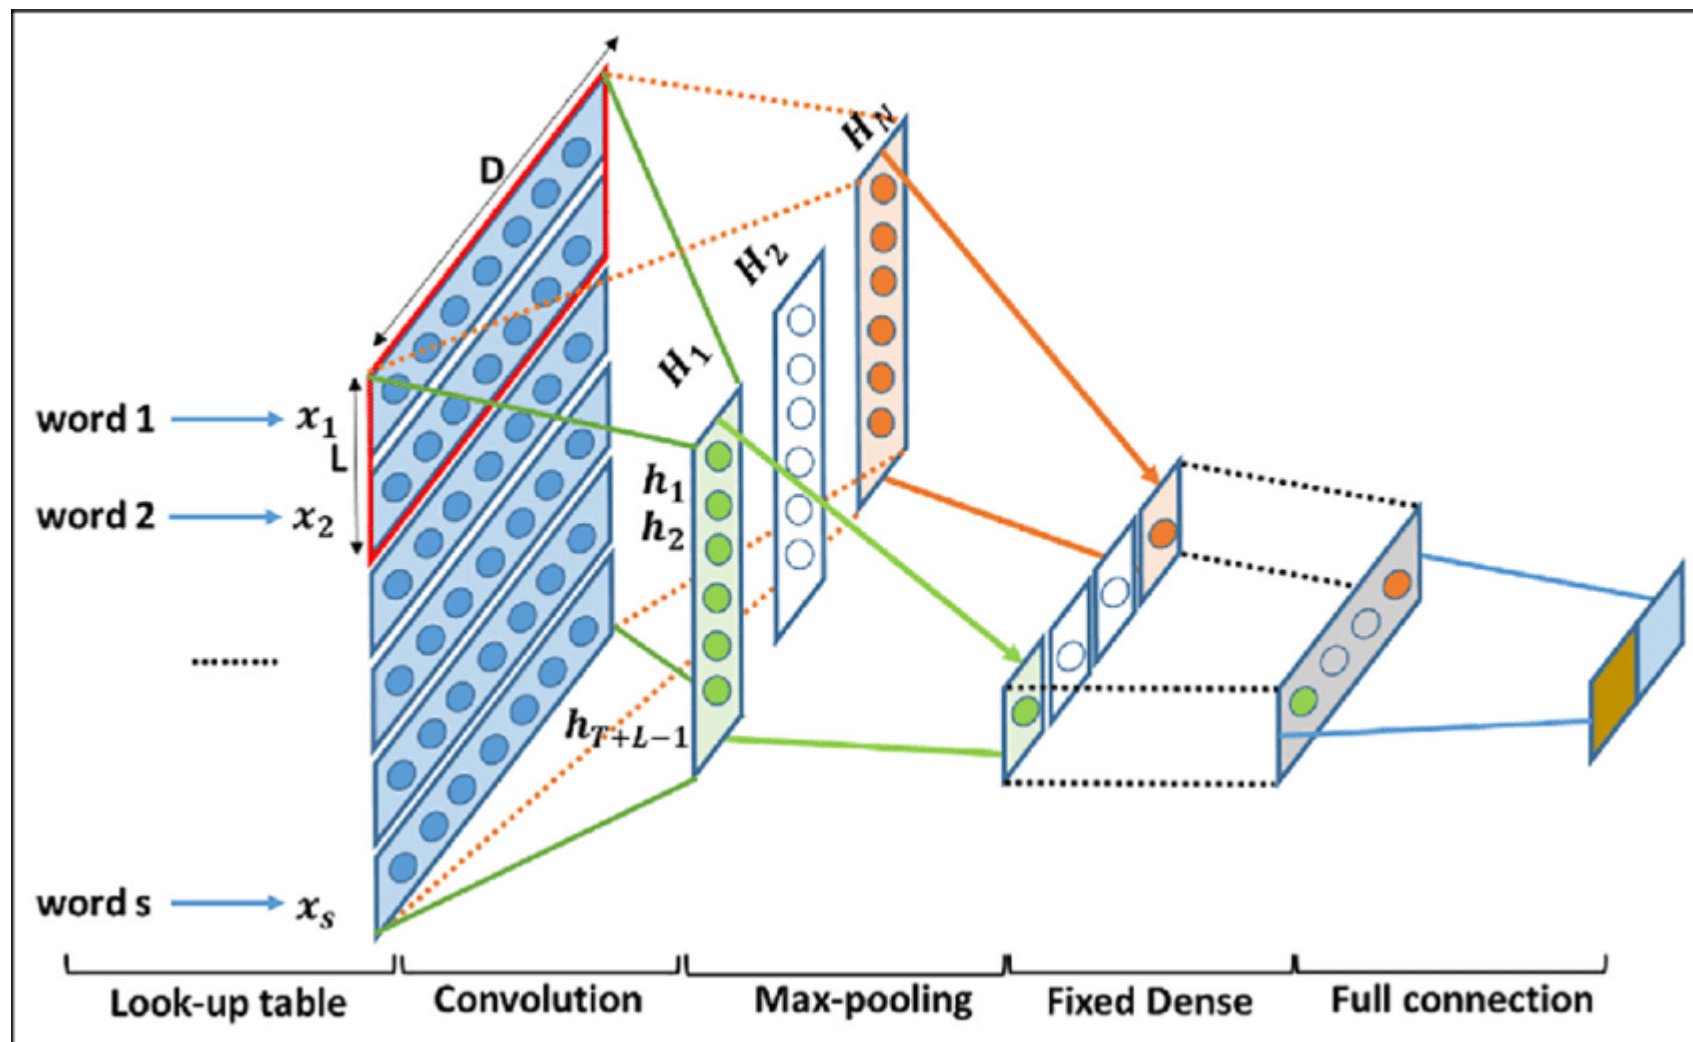 D
H_N
H_2
H_1
word 1
x_1
L
h_1
word 2
x_2
h_2
........
h_{T+L-1}
word s
x_s
Look-up table
Convolution
Max-pooling
Fixed Dense
Full connection